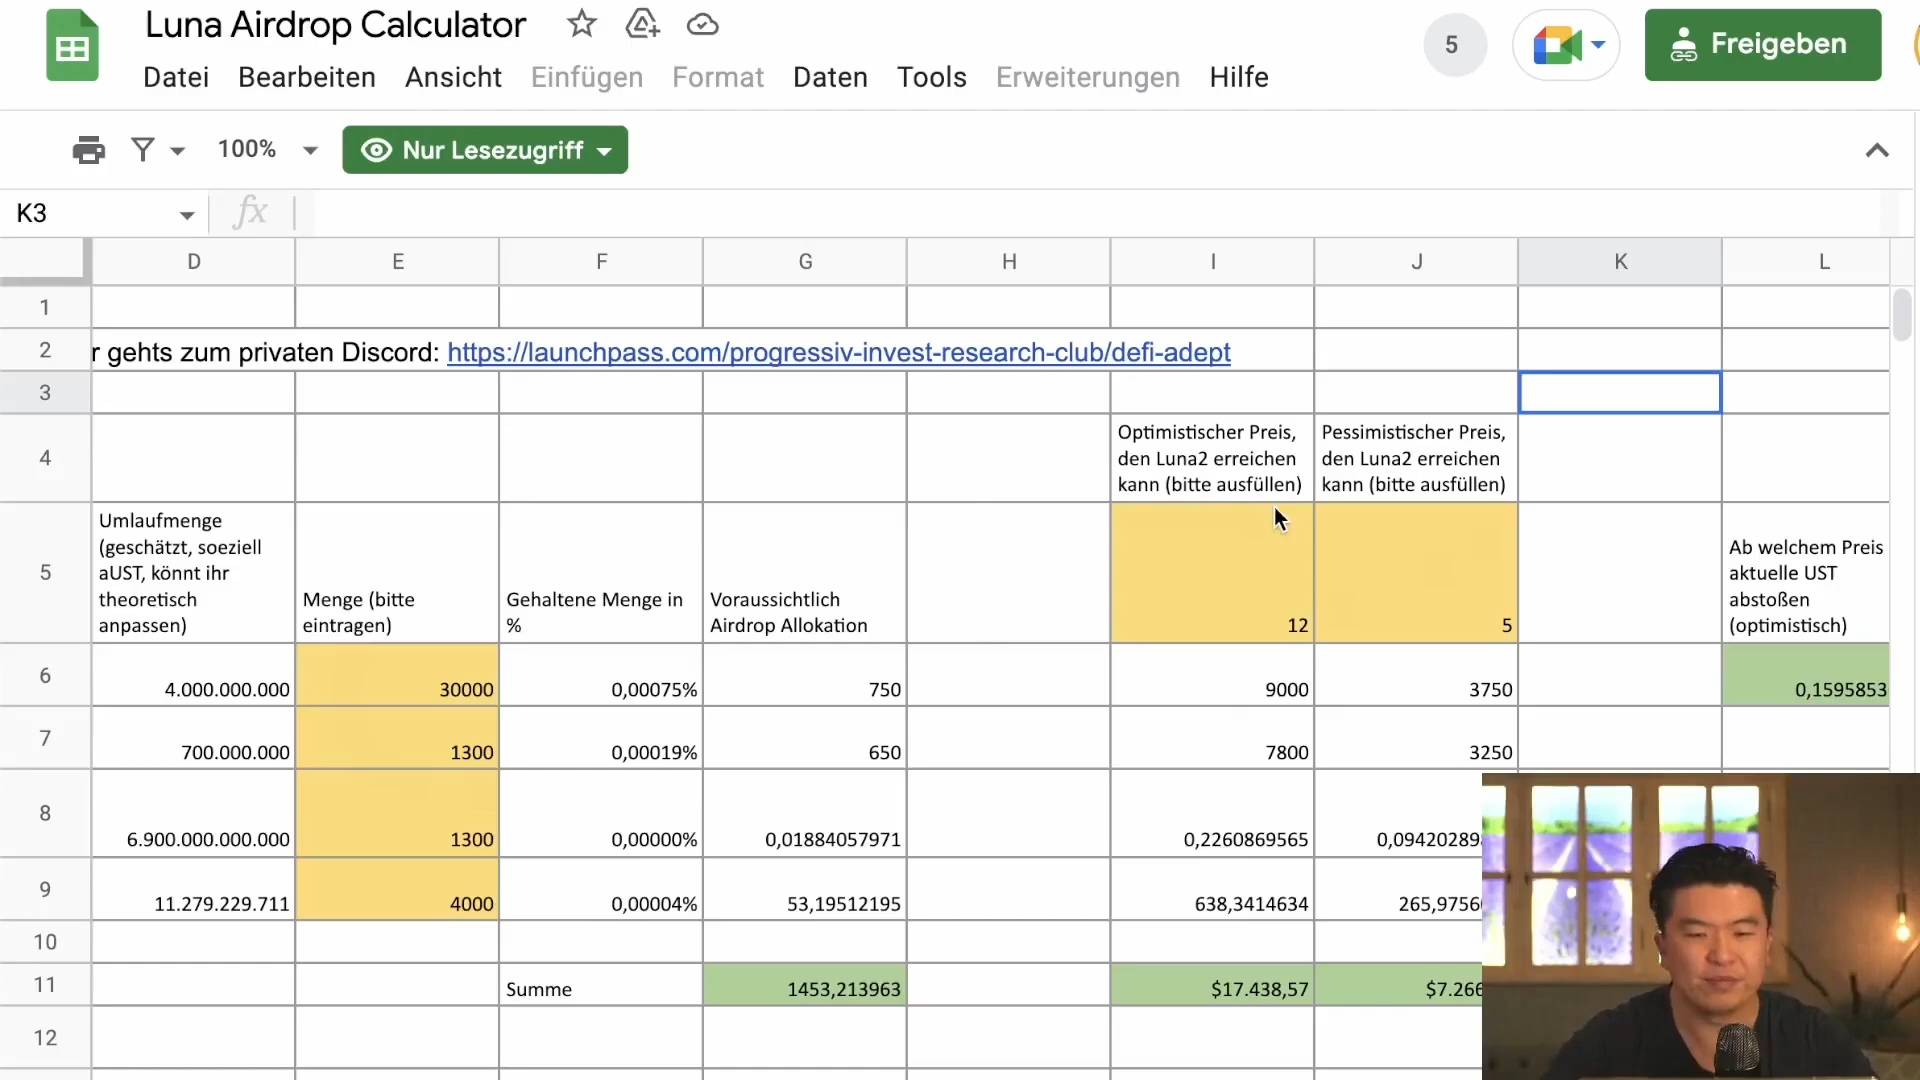 Luna Airdrop Calculator
5
Freigeben
Datei Bearbeiten Ansicht Einfügen Format Daten Tools Erweiterungen Hilfe
100%
Nur Lesezugriff
K3
fx
D E F G H I J K L
1
2
r gehts zum privaten Discord: https://launchpass.com/progressiv-invest-research-club/defi-adept
3
4
Optimistischer Preis,
den Luna2 erreichen
kann (bitte ausfüllen)
Pessimistischer Preis,
den Luna2 erreichen
kann (bitte ausfüllen)
5
Umlaufmenge
(geschätzt, soeziell
aUST, könnt ihr
theoretisch
anpassen)
Menge (bitte
eintragen)
Gehaltene Menge in
%
Voraussichtlich
Airdrop Allokation
12
5
Ab welchem Preis
aktuelle UST
abstoßen
(optimistisch)
6
4.000.000.000 30000 0,00075% 750 9000 3750 0,1595853
7
700.000.000 1300 0,00019% 650 7800 3250
8
6.900.000.000.000 1300 0,00000% 0,01884057971 0,2260869565 0,09420289
9
11.279.229.711 4000 0,00004% 53,19512195 638,3414634 265,9756
10
11
Summe 1453,213963 $17.438,57 $7.266
12